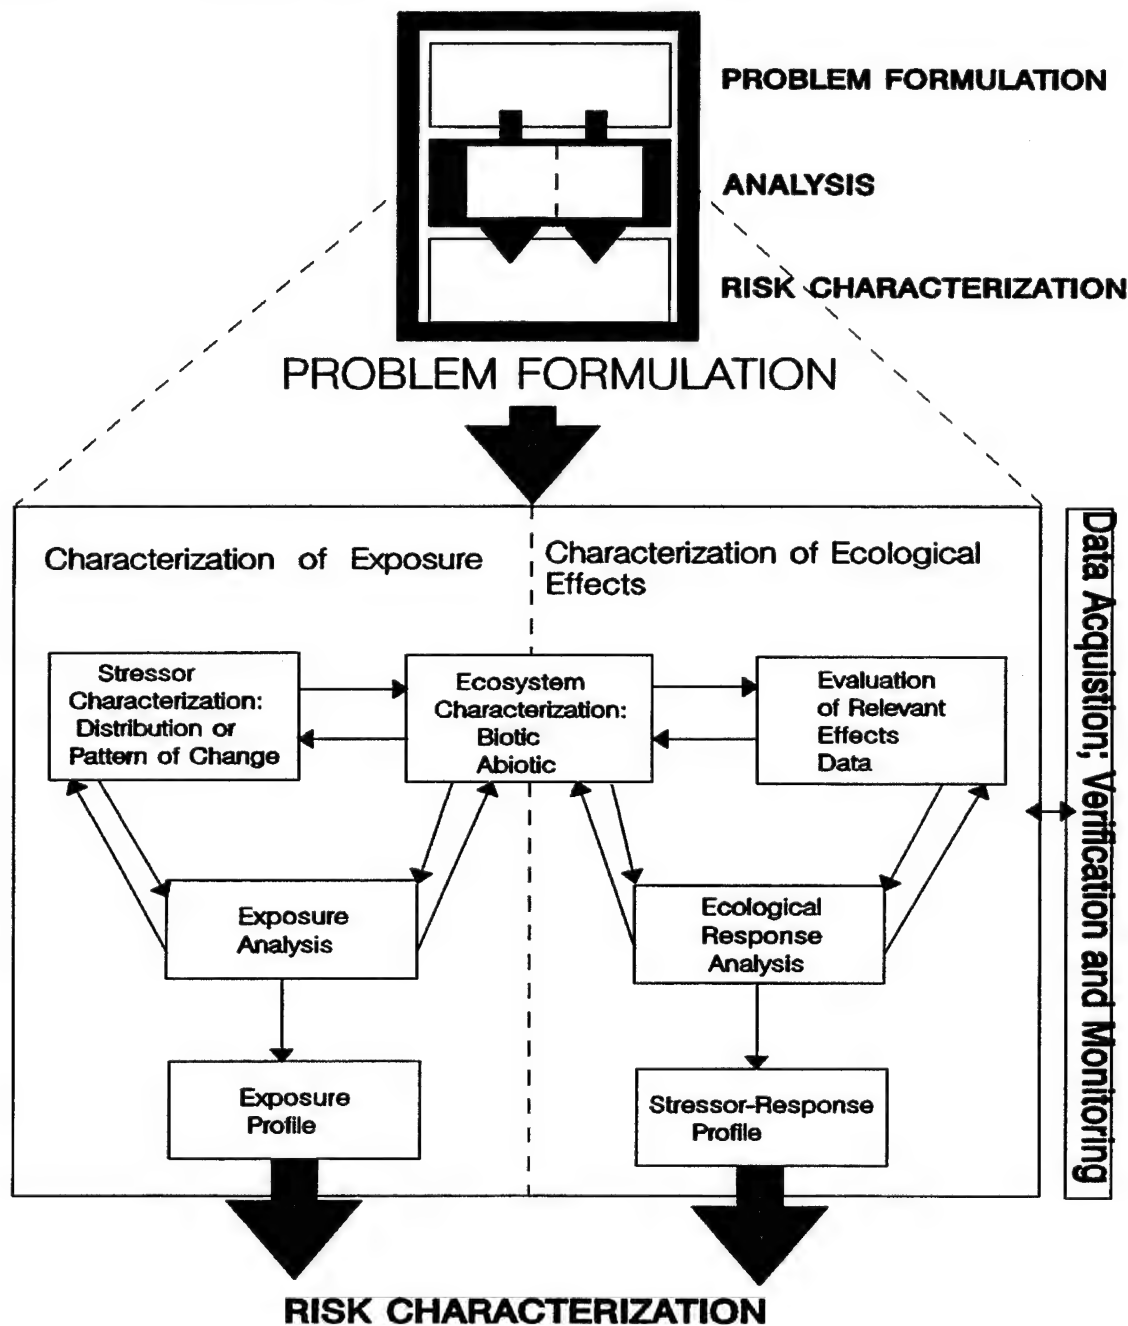 PROBLEM FORMULATION
ANALYSIS
RISK CHARACTERIZATION
PROBLEM FORMULATION
Characterization of Exposure
Characterization of Ecological
Effects
Stressor
Characterization:
Distribution or
Pattern of Change
Ecosystem
Characterization:
Biotic
Abiotic
Evaluation
of Relevant
Effects
Data
Exposure
Analysis
Ecological
Response
Analysis
Exposure
Profile
Stressor-Response
Profile
Data Acquistion; Verification and Monitoring
RISK CHARACTERIZATION